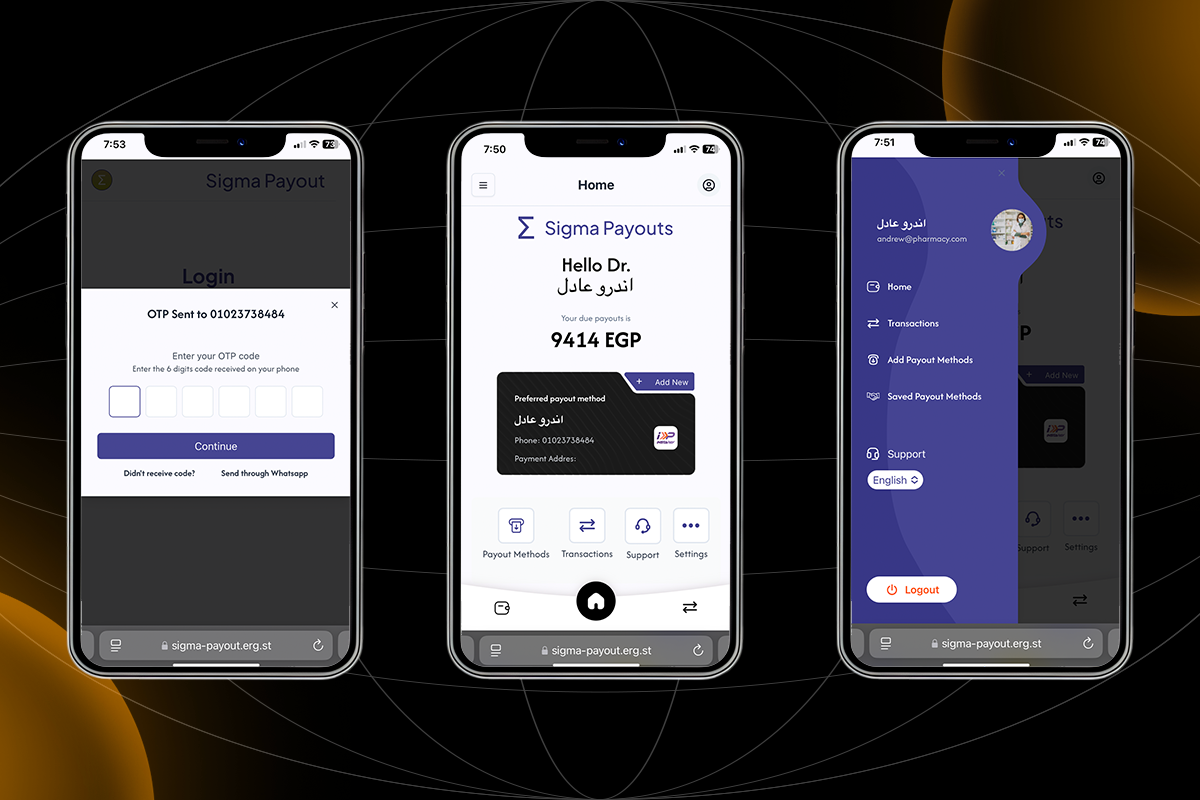 7:53
73
Σ
Sigma Payout
Login
OTP Sent to 01023738484
Enter your OTP code
Enter the 6 digits code received on your phone
Continue
Didn't receive code?
Send through Whatsapp
sigma-payout.erg.st
7:50
74
Home
Σ Sigma Payouts
Hello Dr.
اندرو عادل
Your due payouts is
9414 EGP
+ Add New
Preferred payout method
اندرو عادل
Phone: 01023738484
Payment Addres:
Payout Methods
Transactions
Support
Settings
sigma-payout.erg.st
7:51
74
اندرو عادل
andrew@pharmacy.com
Home
Transactions
Add Payout Methods
Saved Payout Methods
Support
English
Logout
ts
P
+ Add New
Support
Settings
sigma-payout.erg.st